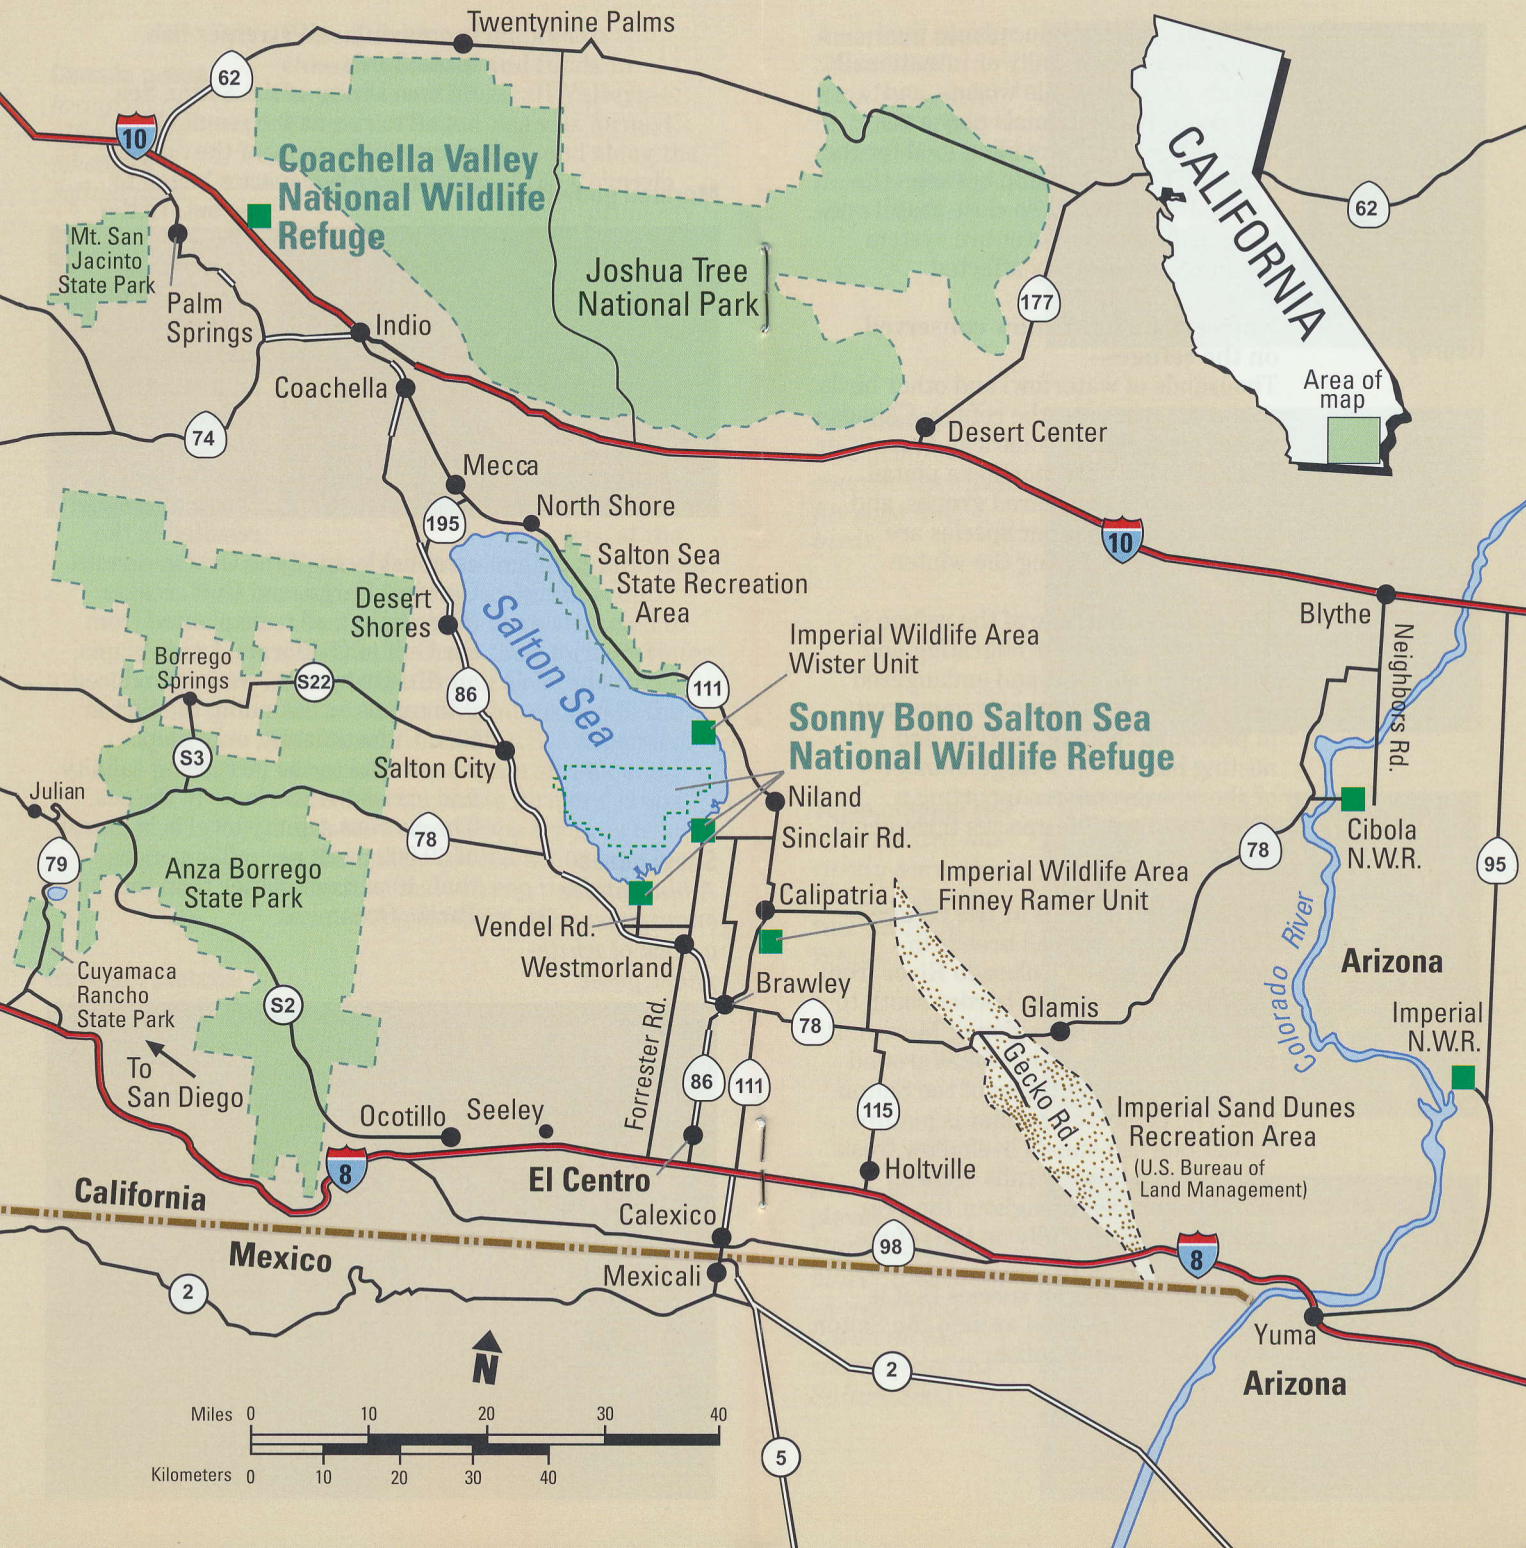 Twentynine Palms
62
10
Coachella Valley
National Wildlife
Refuge
CALIFORNIA
62
Mt. San
Jacinto
State Park
Palm
Springs
Joshua Tree
National Park
177
Indio
Coachella
Area of
map
74
Desert Center
Mecca
North Shore
195
10
Salton Sea
State Recreation
Area
Desert
Shores
Salton Sea
Blythe
Neighbors Rd.
Imperial Wildlife Area
Wister Unit
Borrego
Springs
S22
86
111
Sonny Bono Salton Sea
National Wildlife Refuge
S3
Salton City
Julian
Niland
Sinclair Rd.
Cibola
N.W.R.
78
78
79
95
Anza Borrego
State Park
Imperial Wildlife Area
Finney Ramer Unit
Calipatria
Vendel Rd.
Westmorland
Colorado River
Arizona
Cuyamaca
Rancho
State Park
S2
Brawley
78
Glamis
Imperial
N.W.R.
To
San Diego
Forrester Rd.
86
111
115
Gecko Rd.
Ocotillo
Seeley
Imperial Sand Dunes
Recreation Area
(U.S. Bureau of
Land Management)
8
El Centro
Holtville
California
Calexico
98
8
Mexico
Mexicali
2
N
Yuma
Arizona
2
Miles 0 10 20 30 40
Kilometers 0 10 20 30 40
5